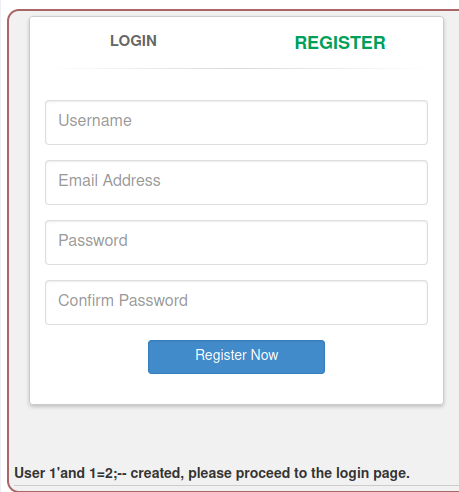 LOGIN REGISTER
Username
Email Address
Password
Confirm Password
Register Now
User 1'and 1=2;-- created, please proceed to the login page.